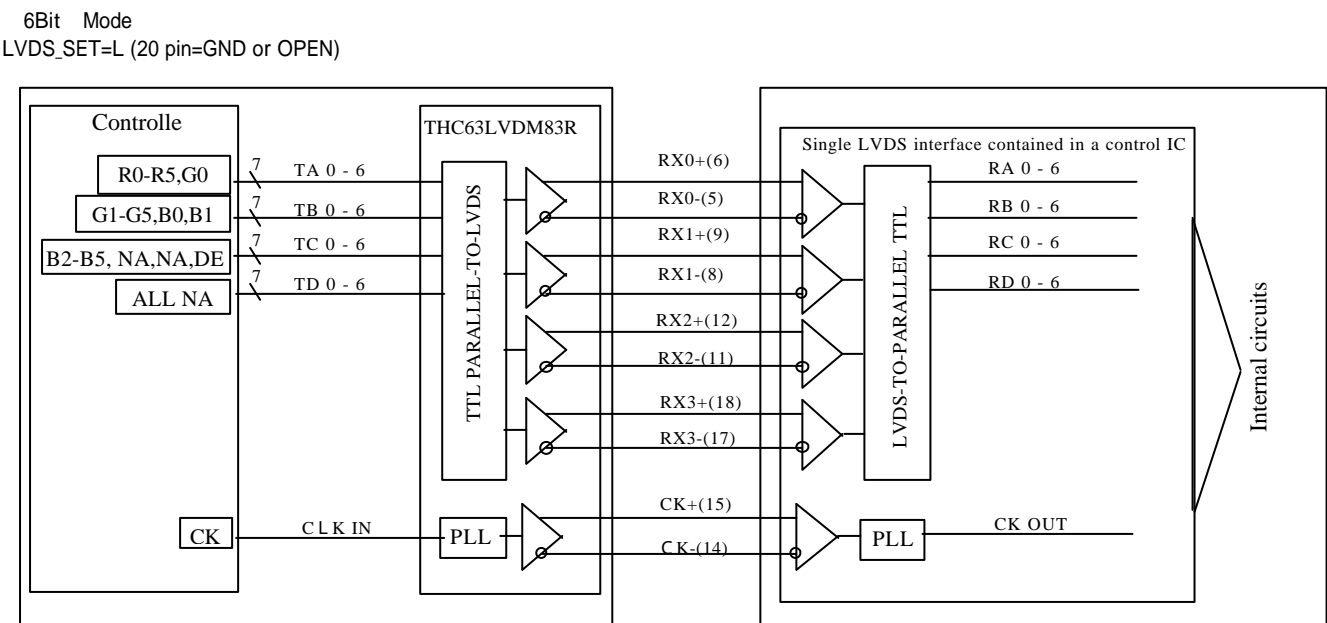 6Bit Mode
LVDS_SET=L (20 pin=GND or OPEN)
Controlle
R0-R5,G0
G1-G5,B0,B1
B2-B5, NA,NA,DE
ALL NA
CK
7
TA 0 - 6
7
TB 0 - 6
7
TC 0 - 6
7
TD 0 - 6
CLK IN
THC63LVDM83R
TTL PARALLEL-TO-LVDS
PLL
RX0+(6)
RX0-(5)
RX1+(9)
RX1-(8)
RX2+(12)
RX2-(11)
RX3+(18)
RX3-(17)
CK+(15)
CK-(14)
Single LVDS interface contained in a control IC
LVDS-TO-PARALLEL TTL
PLL
RA 0 - 6
RB 0 - 6
RC 0 - 6
RD 0 - 6
CK OUT
Internal circuits